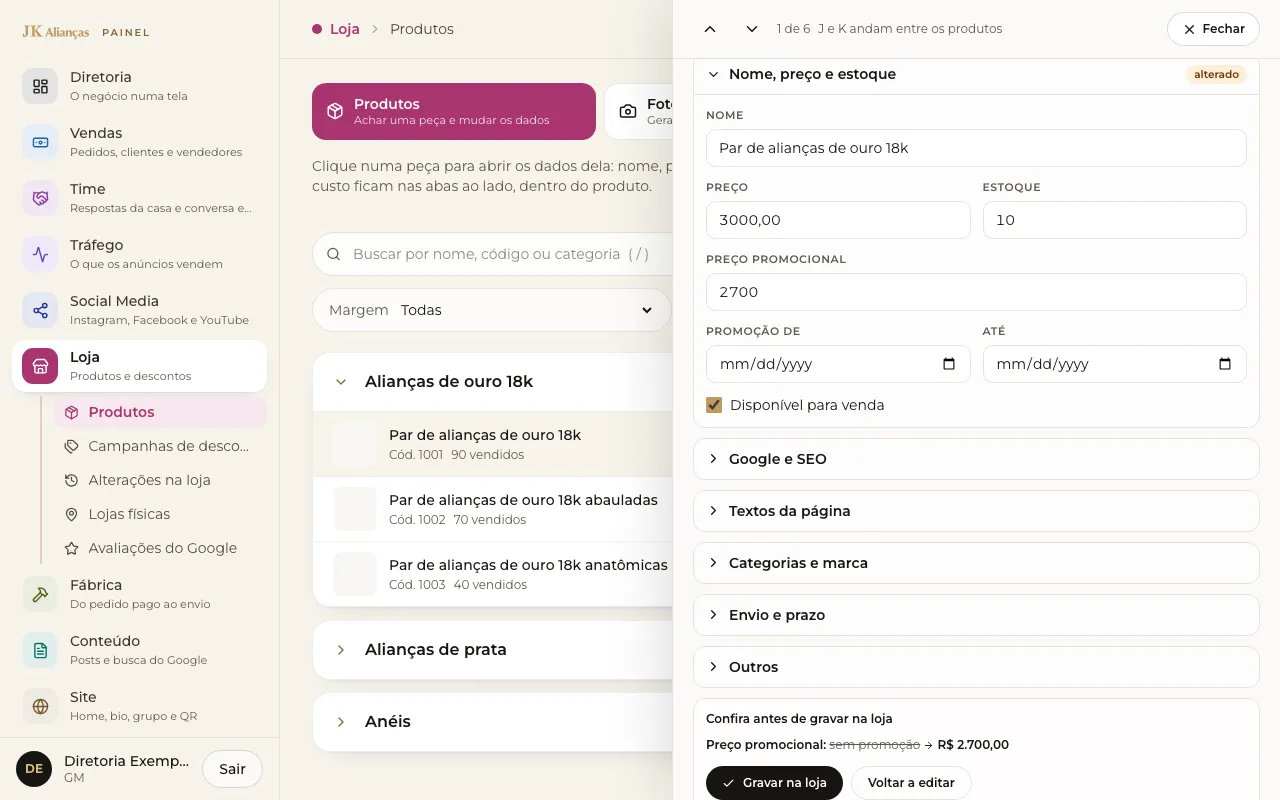 JK Alianças PAINEL
Diretoria
O negócio numa tela
Vendas
Pedidos, clientes e vendedores
Time
Respostas da casa e conversa e...
Tráfego
O que os anúncios vendem
Social Media
Instagram, Facebook e YouTube
Loja
Produtos e descontos
Produtos
Campanhas de desco...
Alterações na loja
Lojas físicas
Avaliações do Google
Fábrica
Do pedido pago ao envio
Conteúdo
Posts e busca do Google
Site
Home, bio, grupo e QR
DE
Diretoria Exemp...
GM
Sair
Loja > Produtos
Produtos
Achar uma peça e mudar os dados
Clique numa peça para abrir os dados dela: nome,
custo ficam nas abas ao lado, dentro do produto.
Buscar por nome, código ou categoria ( / )
Margem Todas
Alianças de ouro 18k
Par de alianças de ouro 18k
Cód. 1001 90 vendidos
Par de alianças de ouro 18k abauladas
Cód. 1002 70 vendidos
Par de alianças de ouro 18k anatômicas
Cód. 1003 40 vendidos
Alianças de prata
Anéis
1 de 6 J e K andam entre os produtos
Fechar
Nome, preço e estoque
alterado
NOME
Par de alianças de ouro 18k
PREÇO
ESTOQUE
3000,00
10
PREÇO PROMOCIONAL
2700
PROMOÇÃO DE
ATÉ
mm/dd/yyyy
mm/dd/yyyy
Disponível para venda
Google e SEO
Textos da página
Categorias e marca
Envio e prazo
Outros
Confira antes de gravar na loja
Preço promocional: sem promoção → R$ 2.700,00
Gravar na loja
Voltar a editar